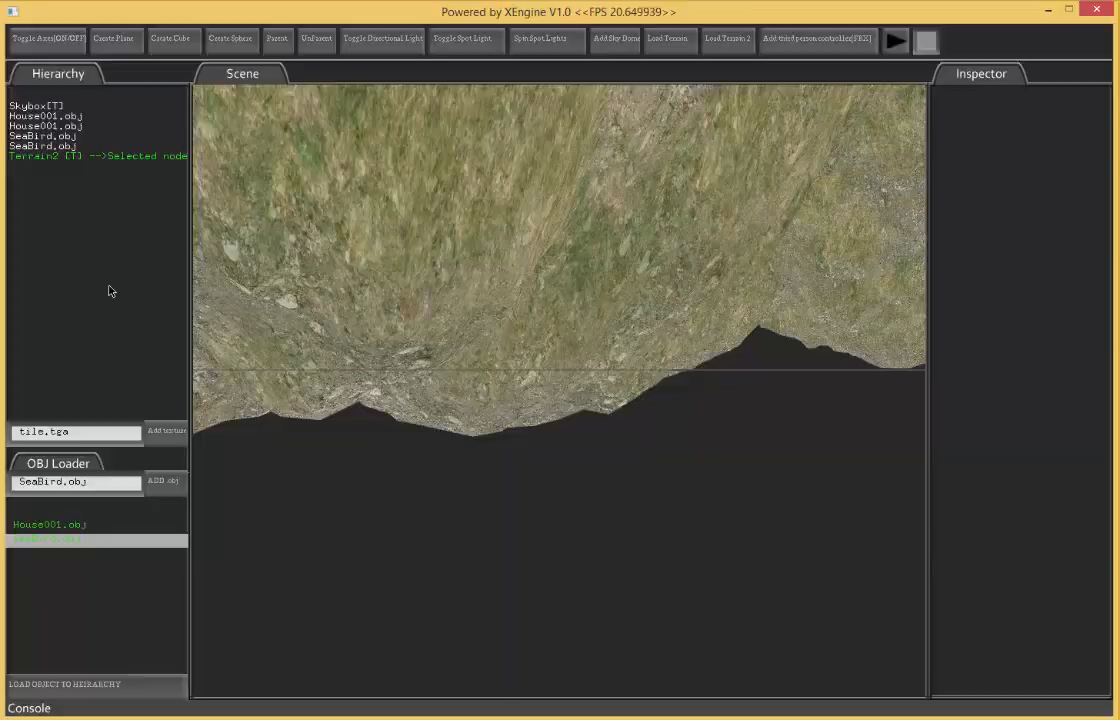 Powered by XEngine V1.0 <<FPS 20.649939>>
Toggle Axes[ON/OFF] Create Plane Create Cube Create Sphere Parent UnParent Toggle Directional Light Toggle Spot Light Spin Spot Lights Add Sky Dome Load Terrain Load Terrain 2 Add third person controller[FBX]
Hierarchy Scene Inspector
Skybox[T]
House001.obj
House001.obj
SeaBird.obj
SeaBird.obj
Terrain2 [T] -->Selected node
tile.tga Add texture
OBJ Loader
SeaBird.obj ADD .obj
House001.obj
SeaBird.obj
LOAD OBJECT TO HEIRARCHY
Console